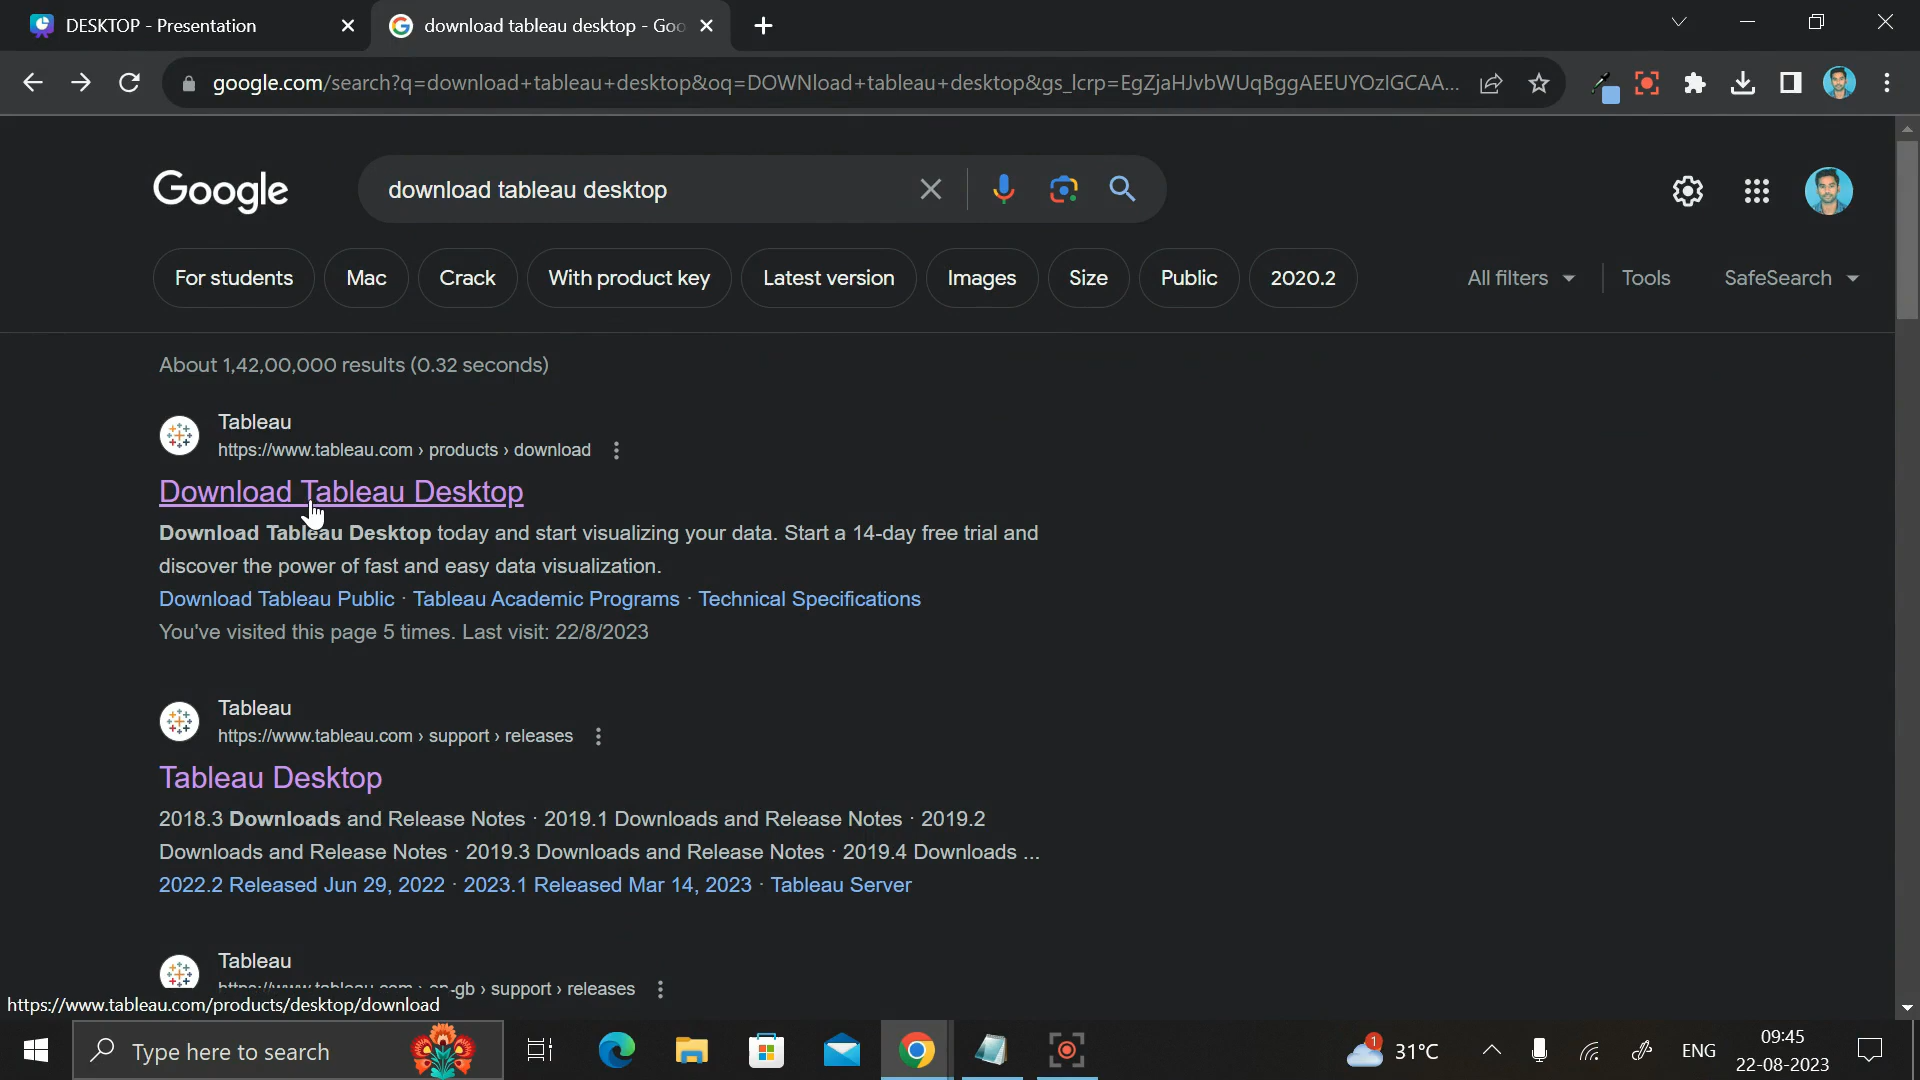 DESKTOP - Presentation
download tableau desktop - Goo
google.com/search?q=download+tableau+desktop&oq=DOWNload+tableau+desktop&gs_lcrp=EgZjaHJvbWUqBggAEEUYOzIGCAA...
Google
download tableau desktop
For students
Mac
Crack
With product key
Latest version
Images
Size
Public
2020.2
All filters
Tools
SafeSearch
About 1,42,00,000 results (0.32 seconds)
Tableau
https://www.tableau.com › products › download
Download Tableau Desktop
Download Tableau Desktop today and start visualizing your data. Start a 14-day free trial and
discover the power of fast and easy data visualization.
Download Tableau Public · Tableau Academic Programs · Technical Specifications
You've visited this page 5 times. Last visit: 22/8/2023
Tableau
https://www.tableau.com › support › releases
Tableau Desktop
2018.3 Downloads and Release Notes · 2019.1 Downloads and Release Notes · 2019.2
Downloads and Release Notes · 2019.3 Downloads and Release Notes · 2019.4 Downloads ...
2022.2 Released Jun 29, 2022 · 2023.1 Released Mar 14, 2023 · Tableau Server
Tableau
-gb › support › releases
https://www.tableau.com/products/desktop/download
Type here to search
1
31°C
ENG
09:45
22-08-2023